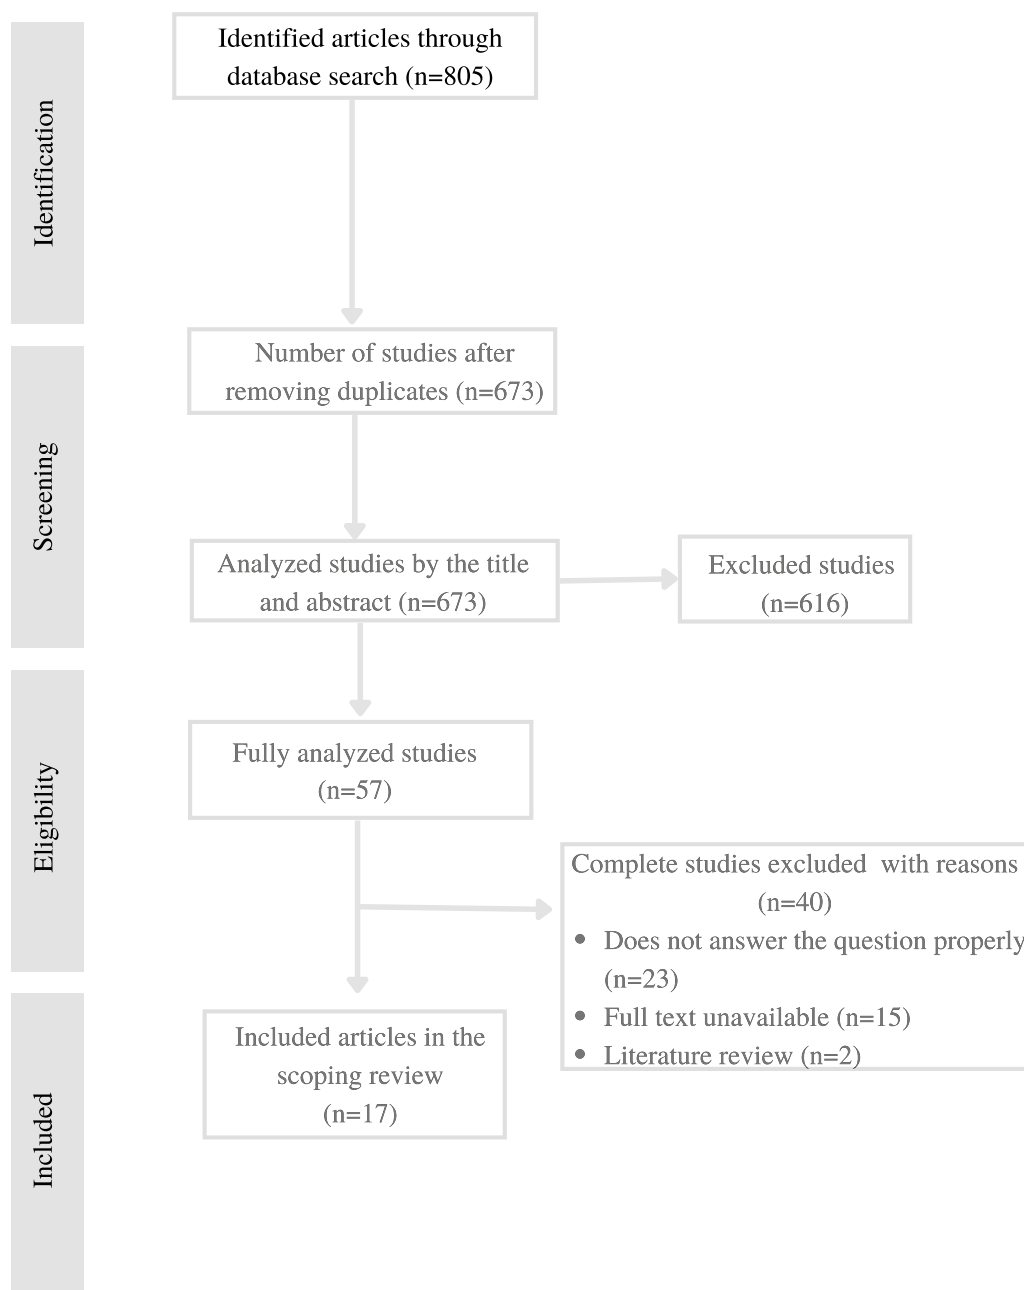 Identification
Identified articles through
database search (n=805)
Screening
Number of studies after
removing duplicates (n=673)
Analyzed studies by the title
and abstract (n=673)
Excluded studies
(n=616)
Eligibility
Fully analyzed studies
(n=57)
Complete studies excluded  with reasons
(n=40)
• Does not answer the question properly
(n=23)
• Full text unavailable (n=15)
• Literature review (n=2)
Included
Included articles in the
scoping review
(n=17)